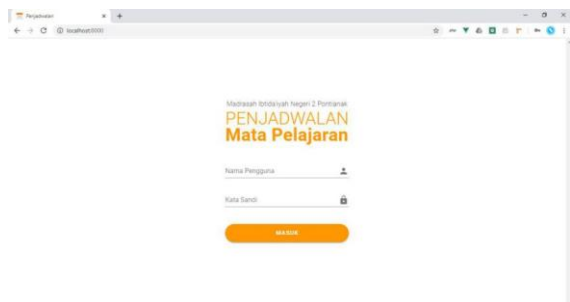 Penjadwalan
localhost:8000
Madrasah Ibtidaiyah Negeri 2 Pontianak
PENJADWALAN
Mata Pelajaran
Nama Pengguna
Kata Sandi
MASUK